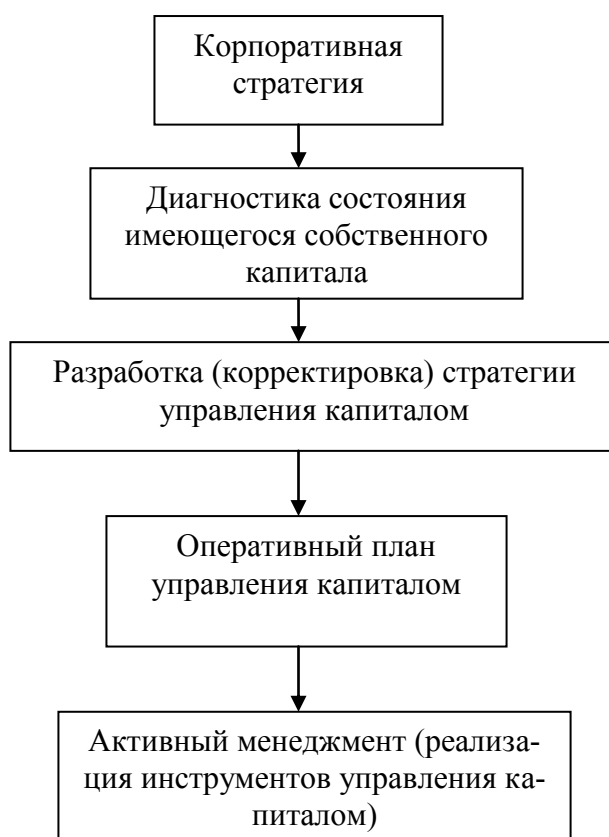 Корпоративная
стратегия
Диагностика состояния
имеющегося собственного
капитала
Разработка (корректировка) стратегии
управления капиталом
Оперативный план
управления капиталом
Активный менеджмент (реализа-
ция инструментов управления ка-
питалом)